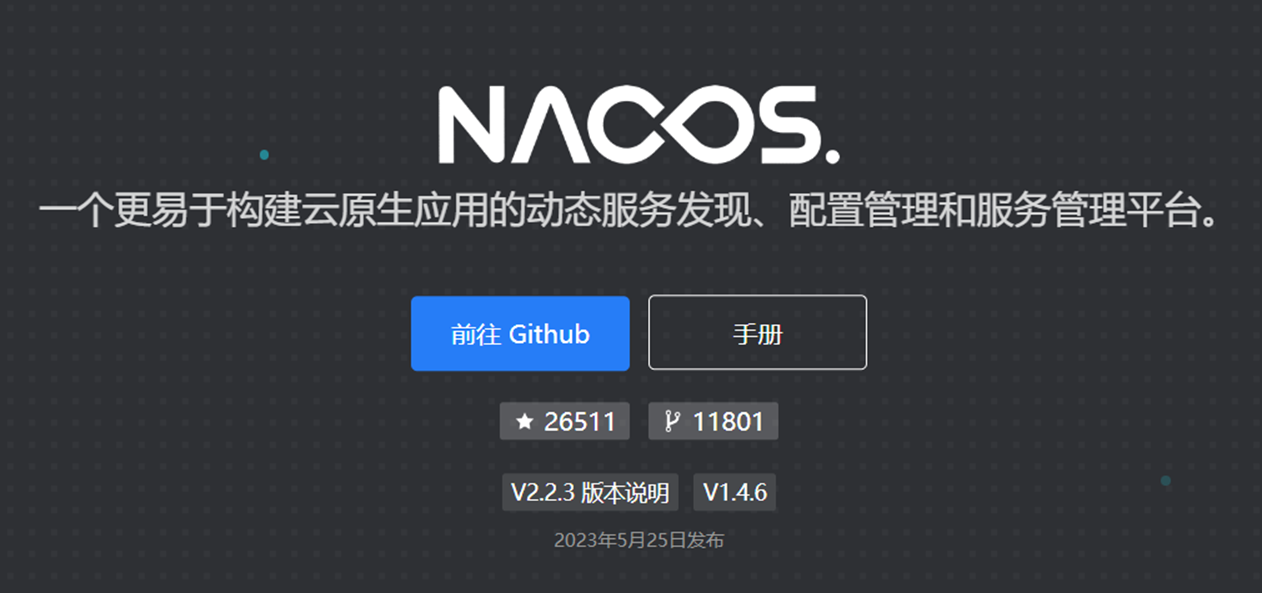 NACOS.
一个更易于构建云原生应用的动态服务发现、配置管理和服务管理平台。
前往 Github 手册
26511 11801
V2.2.3 版本说明 V1.4.6
2023年5月25日发布